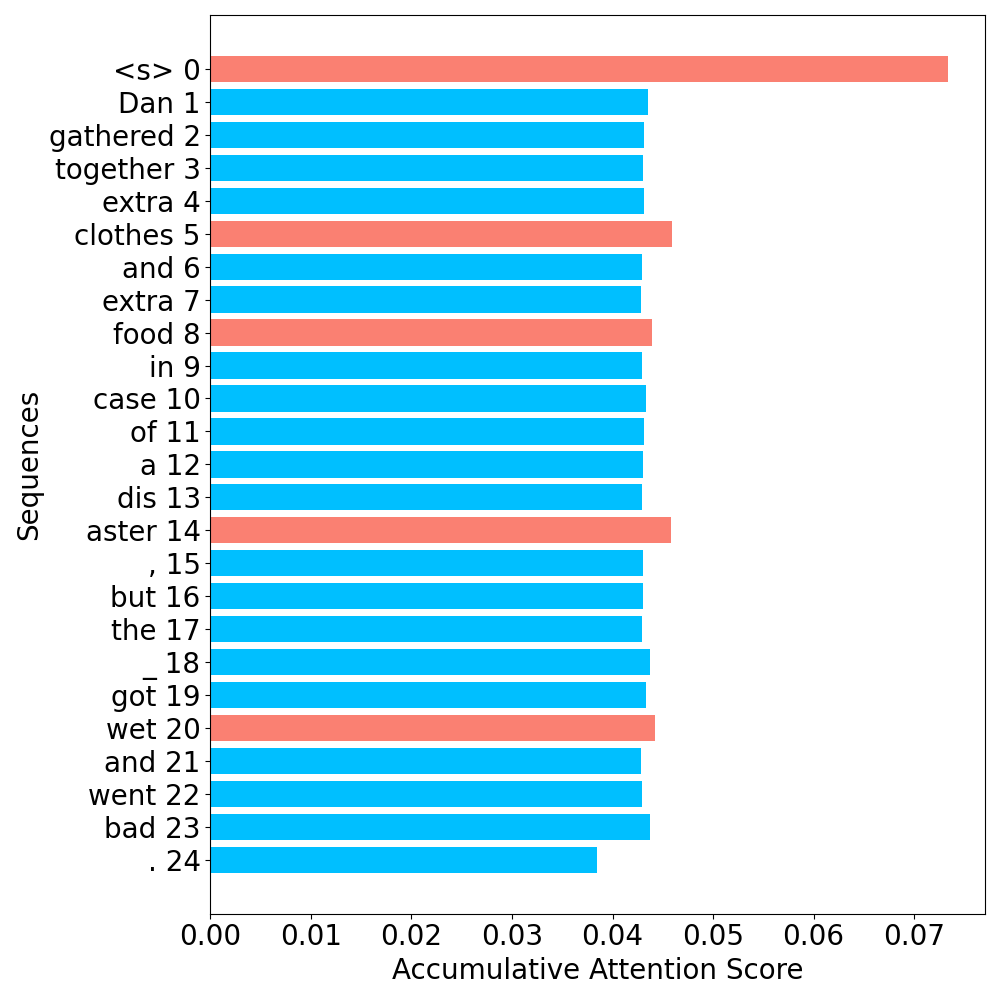 <s> 0
Dan 1
gathered 2
together 3
extra 4
clothes 5
and 6
extra 7
food 8
in 9
case 10
of 11
a 12
dis 13
aster 14
, 15
but 16
the 17
_ 18
got 19
wet 20
and 21
went 22
bad 23
. 24
Sequences
0.00 0.01 0.02 0.03 0.04 0.05 0.06 0.07
Accumulative Attention Score